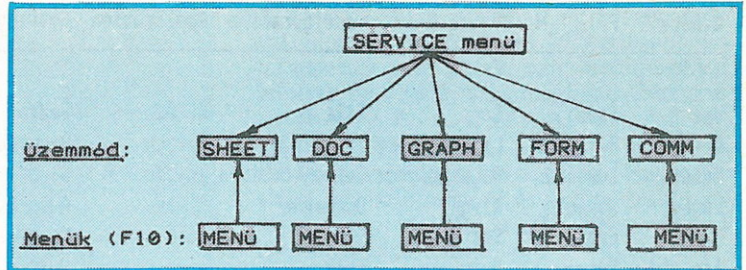 SERVICE menü
üzemmód: SHEET DOC GRAPH FORM COMM
Menük (F10): MENÜ MENÜ MENÜ MENÜ MENÜ